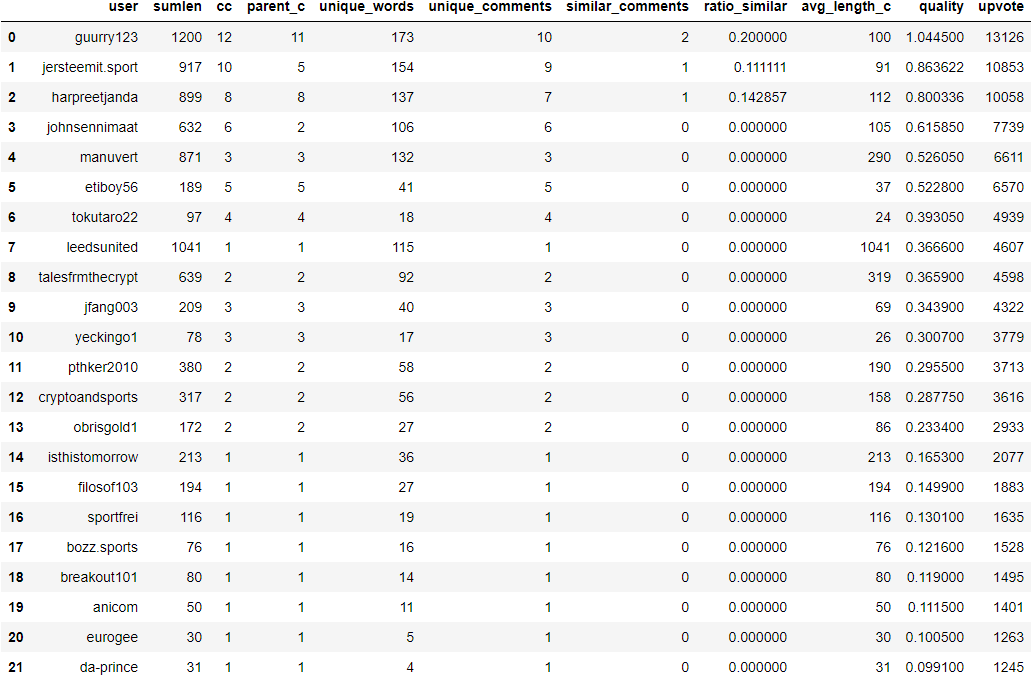 user sumlen cc parent_c unique_words unique_comments similar_comments ratio_similar avg_length_c quality upvote
0 guurry123 1200 12 11 173 10 2 0.200000 100 1.044500 13126
1 jersteemit.sport 917 10 5 154 9 1 0.111111 91 0.863622 10853
2 harpreetjanda 899 8 8 137 7 1 0.142857 112 0.800336 10058
3 johnsennimaat 632 6 2 106 6 0 0.000000 105 0.615850 7739
4 manuvert 871 3 3 132 3 0 0.000000 290 0.526050 6611
5 etiboy56 189 5 5 41 5 0 0.000000 37 0.522800 6570
6 tokutaro22 97 4 4 18 4 0 0.000000 24 0.393050 4939
7 leedsunited 1041 1 1 115 1 0 0.000000 1041 0.366600 4607
8 talesfrmthecrypt 639 2 2 92 2 0 0.000000 319 0.365900 4598
9 jfang003 209 3 3 40 3 0 0.000000 69 0.343900 4322
10 yeckingo1 78 3 3 17 3 0 0.000000 26 0.300700 3779
11 pthker2010 380 2 2 58 2 0 0.000000 190 0.295500 3713
12 cryptoandsports 317 2 2 56 2 0 0.000000 158 0.287750 3616
13 obrisgold1 172 2 2 27 2 0 0.000000 86 0.233400 2933
14 isthistomorrow 213 1 1 36 1 0 0.000000 213 0.165300 2077
15 filosof103 194 1 1 27 1 0 0.000000 194 0.149900 1883
16 sportfrei 116 1 1 19 1 0 0.000000 116 0.130100 1635
17 bozz.sports 76 1 1 16 1 0 0.000000 76 0.121600 1528
18 breakout101 80 1 1 14 1 0 0.000000 80 0.119000 1495
19 anicom 50 1 1 11 1 0 0.000000 50 0.111500 1401
20 eurogee 30 1 1 5 1 0 0.000000 30 0.100500 1263
21 da-prince 31 1 1 4 1 0 0.000000 31 0.099100 1245